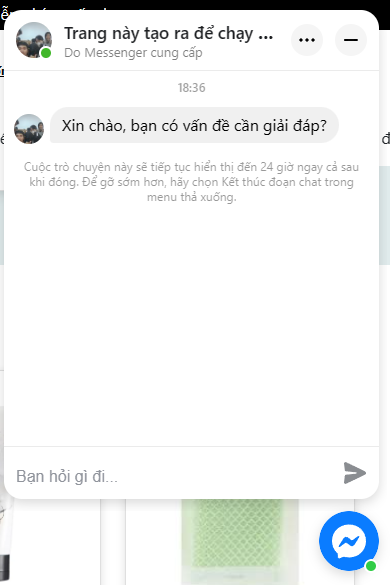 Trang này tạo ra để chạy ...
Do Messenger cung cấp
18:36
Xin chào, bạn có vấn đề cần giải đáp?
Cuộc trò chuyện này sẽ tiếp tục hiển thị đến 24 giờ ngay cả sau
khi đóng. Để gỡ sớm hơn, hãy chọn Kết thúc đoạn chat trong
menu thả xuống.
Bạn hỏi gì đi...